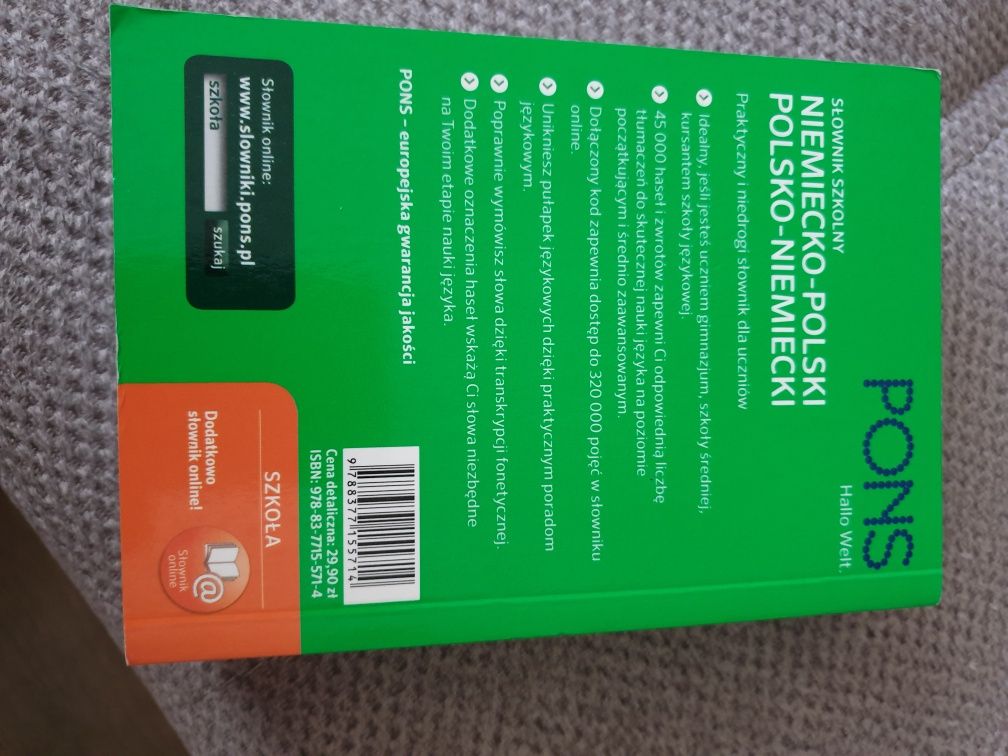 PONS
Hallo Welt.
SŁOWNIK SZKOLNY
NIEMIECKO-POLSKI
POLSKO-NIEMIECKI
Praktyczny i niedrogi słownik dla uczniów
Idealny, jeśli jesteś uczniem gimnazjum, szkoły średniej,
kursantem szkoły językowej.
45 000 haseł i zwrotów zapewni Ci odpowiednią liczbę
tłumaczeń do skutecznej nauki języka na poziomie
początkującym i średnio zaawansowanym.
Dołączony kod zapewnia dostęp do 320 000 pojęć w słowniku
online.
Unikniesz pułapek językowych dzięki praktycznym poradom
językowym.
Poprawnie wymówisz słowa dzięki transkrypcji fonetycznej.
Dodatkowe oznaczenia haseł wskażą Ci słowa niezbędne
na Twoim etapie nauki języka.
PONS – europejska gwarancja jakości
Słownik online:
www.slowniki.pons.pl
szkoła
szukaj
9 788377 155714
Cena detaliczna: 29,90 zł
ISBN: 978-83-7715-571-4
SZKOŁA
Dodatkowo
słownik online!
Słownik
online